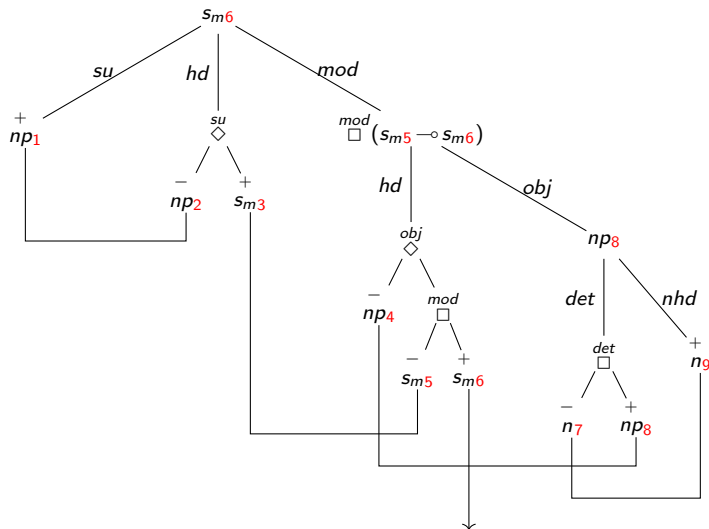 s_m6
su hd mod
+ su mod
np1 ◇ □ (s_m5 ⊸ s_m6)
− + hd obj
np2 s_m3
obj np8
◇
− mod det nhd
np4 □
det +
− + □ n9
s_m5 s_m6
− +
n7 np8